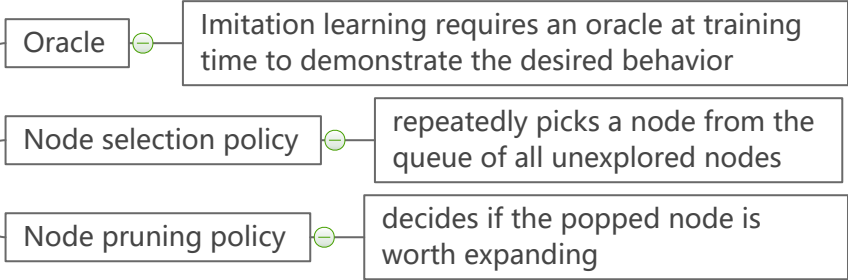 Oracle
Imitation learning requires an oracle at training
time to demonstrate the desired behavior
Node selection policy
repeatedly picks a node from the
queue of all unexplored nodes
Node pruning policy
decides if the popped node is
worth expanding